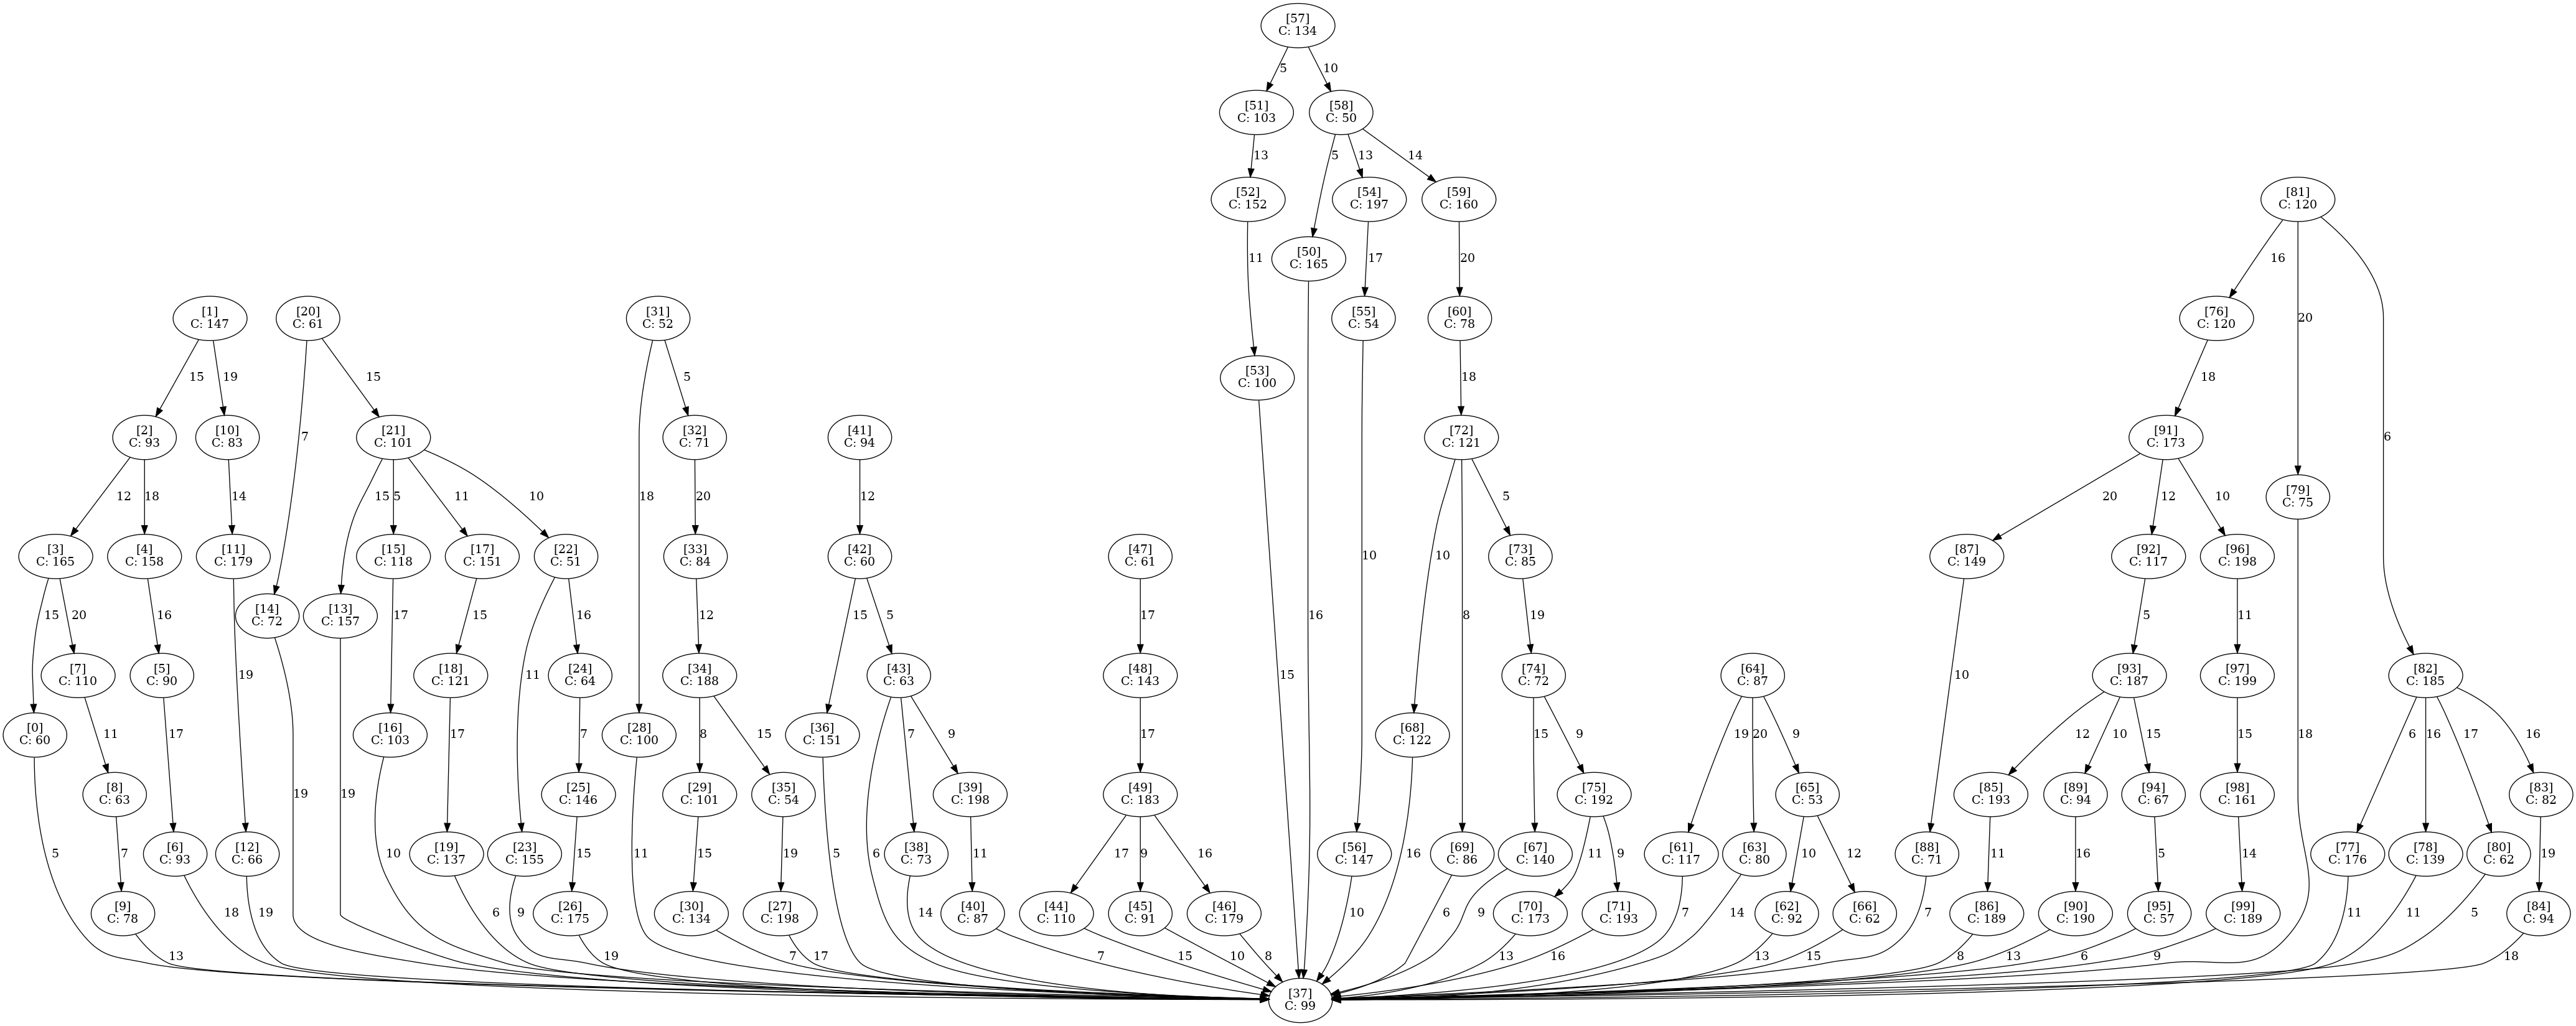 [57]
C: 134
5
10
[51]
C: 103
[58]
C: 50
13
5
13
14
[52]
C: 152
[54]
C: 197
[59]
C: 160
[81]
C: 120
[50]
C: 165
11
17
20
16
20
6
[1]
C: 147
[20]
C: 61
[31]
C: 52
[55]
C: 54
[60]
C: 78
[76]
C: 120
15
19
7
15
18
5
[53]
C: 100
18
18
[2]
C: 93
[10]
C: 83
[21]
C: 101
[32]
C: 71
[41]
C: 94
[72]
C: 121
[91]
C: 173
12
18
14
15
5
11
10
20
12
10
8
5
20
12
10
[79]
C: 75
[3]
C: 165
[4]
C: 158
[11]
C: 179
[15]
C: 118
[17]
C: 151
[22]
C: 51
[33]
C: 84
[42]
C: 60
[47]
C: 61
[73]
C: 85
[87]
C: 149
[92]
C: 117
[96]
C: 198
[14]
C: 72
[13]
C: 157
15
20
16
19
17
15
11
16
12
15
5
17
16
10
19
10
5
11
[7]
C: 110
[5]
C: 90
[18]
C: 121
[24]
C: 64
[34]
C: 188
[43]
C: 63
[48]
C: 143
[74]
C: 72
[64]
C: 87
[93]
C: 187
[97]
C: 199
[82]
C: 185
[0]
C: 60
[16]
C: 103
[28]
C: 100
[36]
C: 151
[68]
C: 122
11
17
17
7
8
15
6
7
9
17
15
15
9
19
20
9
12
10
15
15
18
6
16
17
16
[8]
C: 63
[25]
C: 146
[29]
C: 101
[35]
C: 54
[39]
C: 198
[49]
C: 183
[75]
C: 192
[65]
C: 53
[85]
C: 193
[89]
C: 94
[94]
C: 67
[98]
C: 161
[83]
C: 82
[6]
C: 93
[12]
C: 66
[19]
C: 137
[23]
C: 155
[38]
C: 73
[56]
C: 147
[69]
C: 86
[67]
C: 140
[61]
C: 117
[63]
C: 80
[88]
C: 71
[77]
C: 176
[78]
C: 139
[80]
C: 62
5
7
19
19
10
15
11
15
19
5
11
17
9
16
16
11
9
10
12
11
16
5
14
19
[9]
C: 78
[26]
C: 175
[30]
C: 134
[27]
C: 198
[40]
C: 87
[44]
C: 110
[45]
C: 91
[46]
C: 179
[70]
C: 173
[71]
C: 193
[62]
C: 92
[66]
C: 62
[86]
C: 189
[90]
C: 190
[95]
C: 57
[99]
C: 189
[84]
C: 94
13
18
19
6
9
19
7
17
14
7
15
10
8
10
6
9
13
16
7
14
13
15
7
8
13
6
9
11
11
5
18
[37]
C: 99